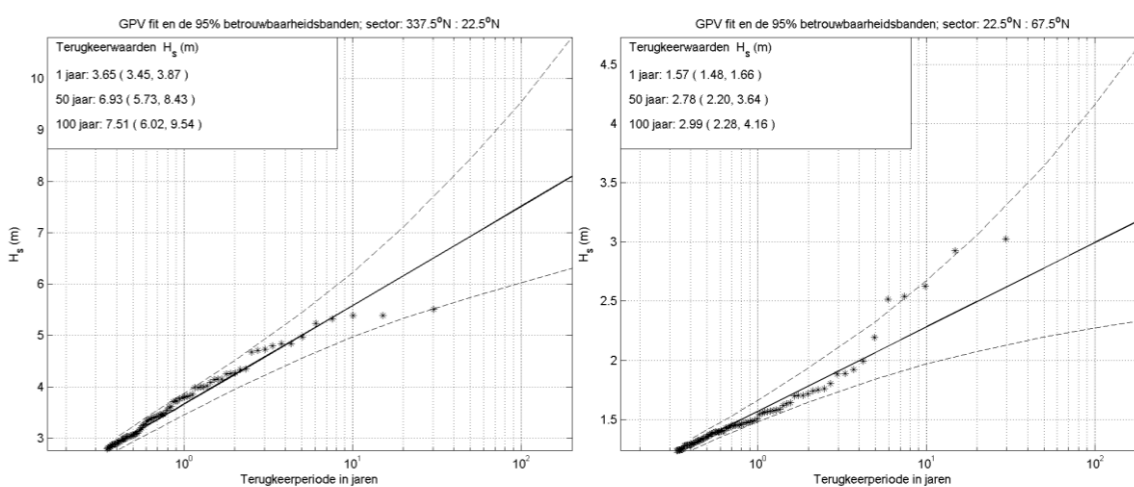 GPV fit en de 95% betrouwbaarheidsbanden; sector: 337.5°N : 22.5°N
Terugkeerwaarden H_s (m)
1 jaar: 3.65 ( 3.45, 3.87 )
50 jaar: 6.93 ( 5.73, 8.43 )
100 jaar: 7.51 ( 6.02, 9.54 )
10
9
8
7
6
5
4
3
H_s (m)
10^0
10^1
10^2
Terugkeerperiode in jaren
GPV fit en de 95% betrouwbaarheidsbanden; sector: 22.5°N : 67.5°N
Terugkeerwaarden H_s (m)
1 jaar: 1.57 ( 1.48, 1.66 )
50 jaar: 2.78 ( 2.20, 3.64 )
100 jaar: 2.99 ( 2.28, 4.16 )
4.5
4
3.5
3
2.5
2
1.5
H_s (m)
10^0
10^1
10^2
Terugkeerperiode in jaren